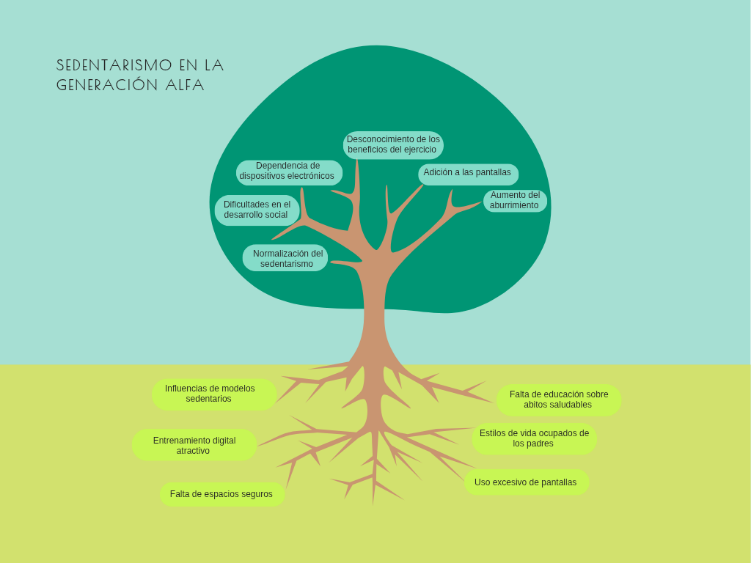 SEDENTARISMO EN LA
GENERACIÓN ALFA
Desconocimiento de los
beneficios del ejercicio
Dependencia de
dispositivos electrónicos
Adición a las pantallas
Aumento del
aburrimiento
Dificultades en el
desarrollo social
Normalización del
sedentarismo
Influencias de modelos
sedentarios
Falta de educación sobre
abitos saludables
Entrenamiento digital
atractivo
Estilos de vida ocupados de
los padres
Falta de espacios seguros
Uso excesivo de pantallas